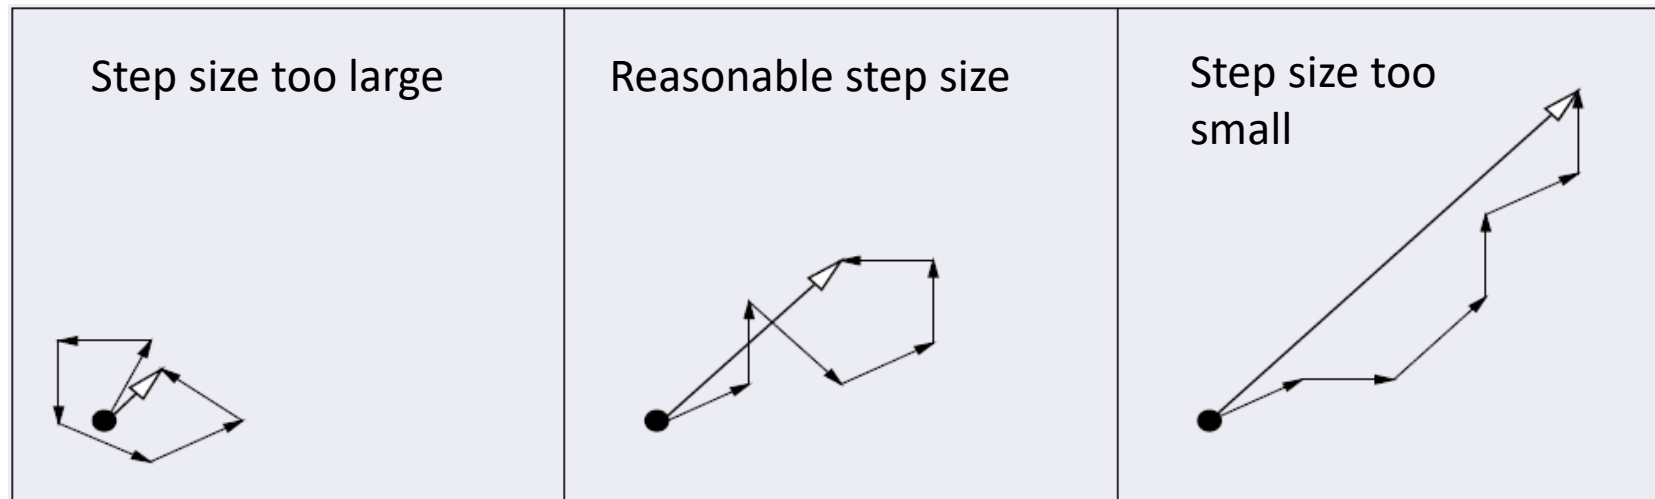 Step size too large
Reasonable step size
Step size too
small